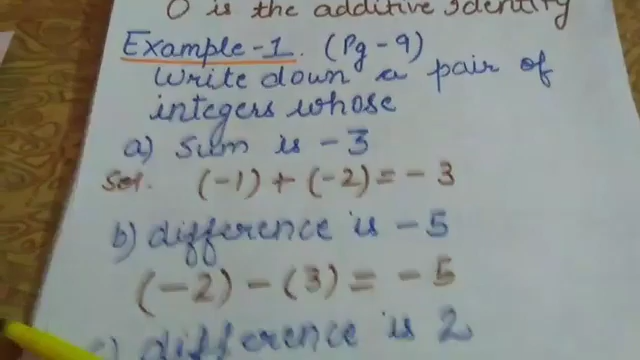 0 is the additive identity
Example-1. (Pg-9)
Write down a pair of
integers whose
a) sum is -3
Sol. (-1) + (-2) = -3
b) difference is -5
(-2) - (3) = -5
c) difference is 2